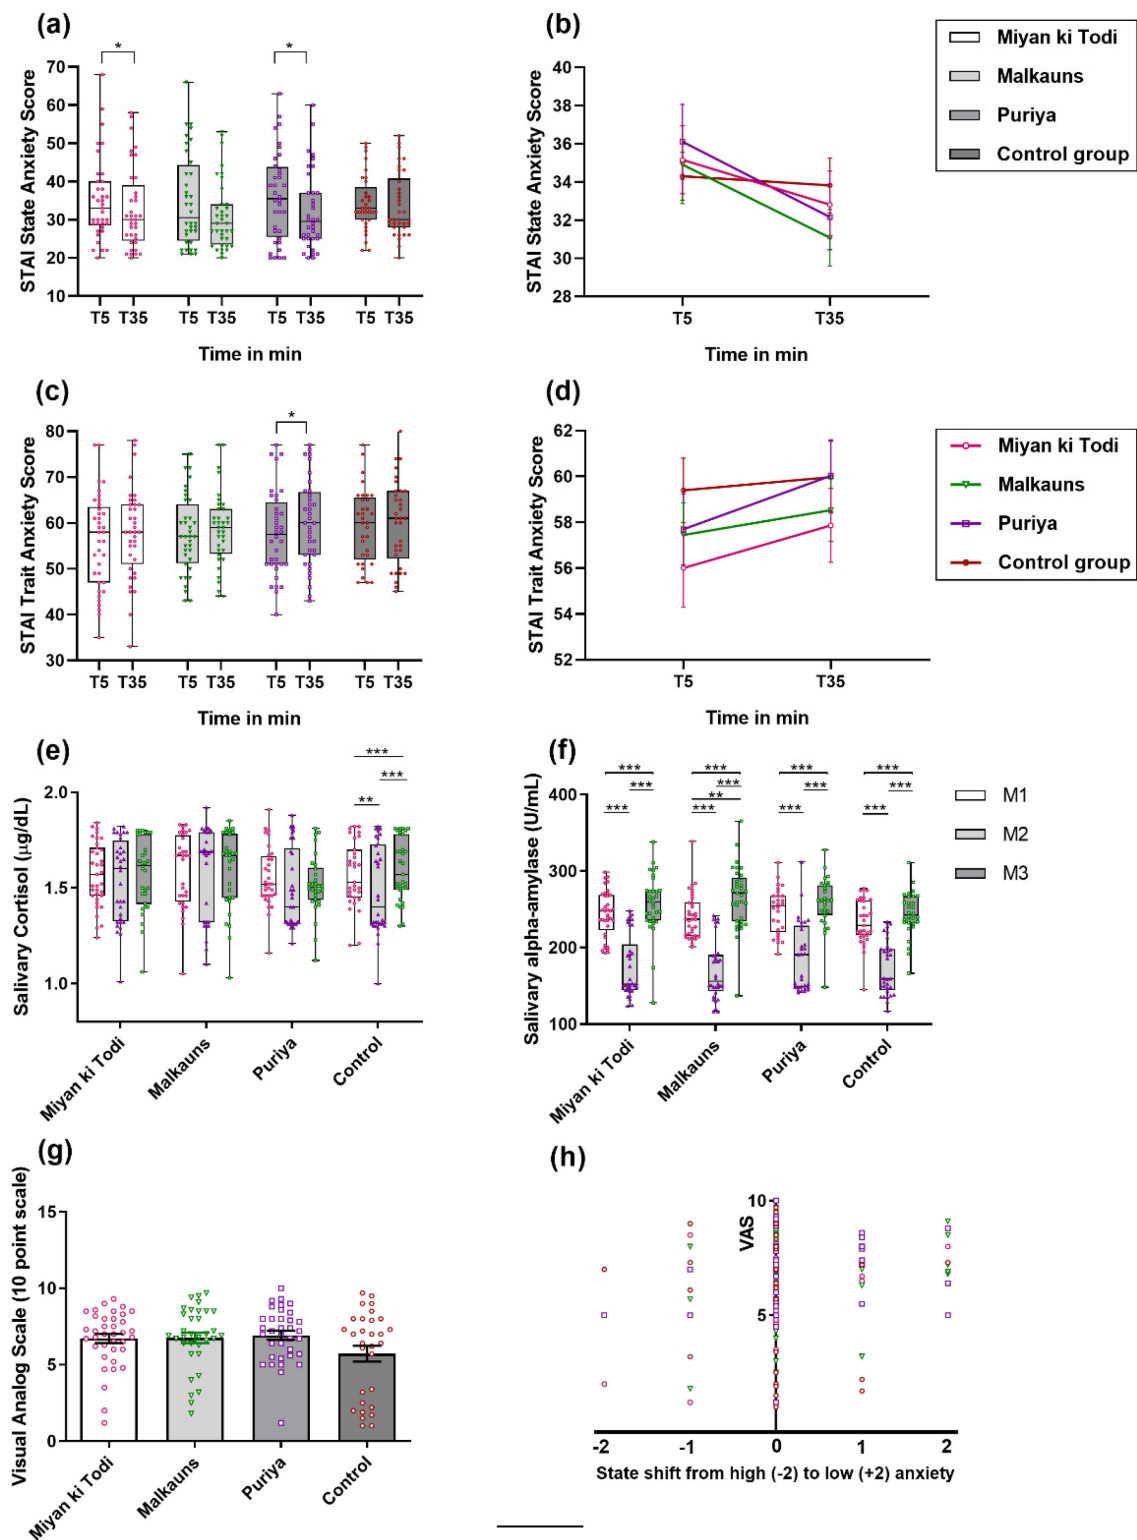 (a)
*
*
STAI State Anxiety Score
70
60
50
40
30
20
10
T5 T35 T5 T35 T5 T35 T5 T35
Time in min
(b)
STAI State Anxiety Score
40
38
36
34
32
30
28
T5 T35
Time in min
Miyan ki Todi
Malkauns
Puriya
Control group
(c)
*
STAI Trait Anxiety Score
80
70
60
50
40
30
T5 T35 T5 T35 T5 T35 T5 T35
Time in min
(d)
STAI Trait Anxiety Score
62
60
58
56
54
52
T5 T35
Time in min
Miyan ki Todi
Malkauns
Puriya
Control group
(e)
***
***
**
Salivary Cortisol (µg/dL)
2.0
1.5
1.0
Miyan ki Todi
Malkauns
Puriya
Control
(f)
*** *** *** ***
*** *** *** ***
**
*** *** *** ***
Salivary alpha-amylase (U/mL)
400
300
200
100
Miyan ki Todi
Malkauns
Puriya
Control
M1
M2
M3
(g)
Visual Analog Scale (10 point scale)
15
10
5
0
Miyan ki Todi
Malkauns
Puriya
Control
(h)
VAS
10
5
-2 -1 0 1 2
State shift from high (-2) to low (+2) anxiety